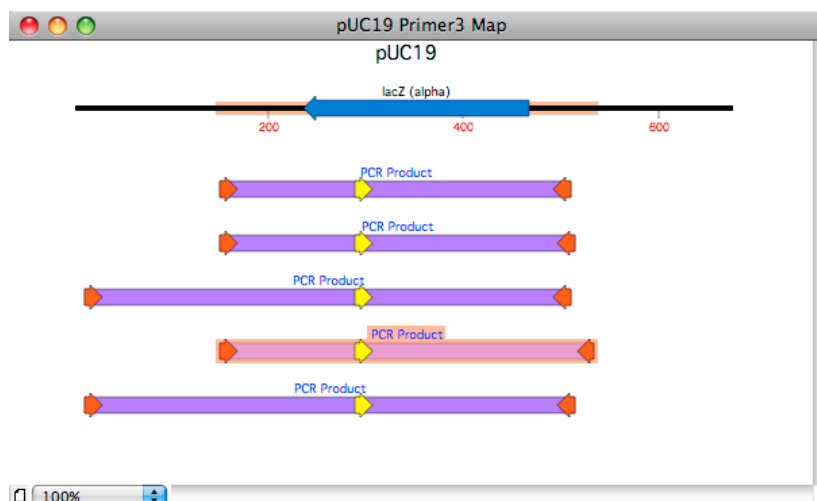 pUC19 Primer3 Map
pUC19
lacZ (alpha)
200 400 600
PCR Product
PCR Product
PCR Product
PCR Product
PCR Product
100%